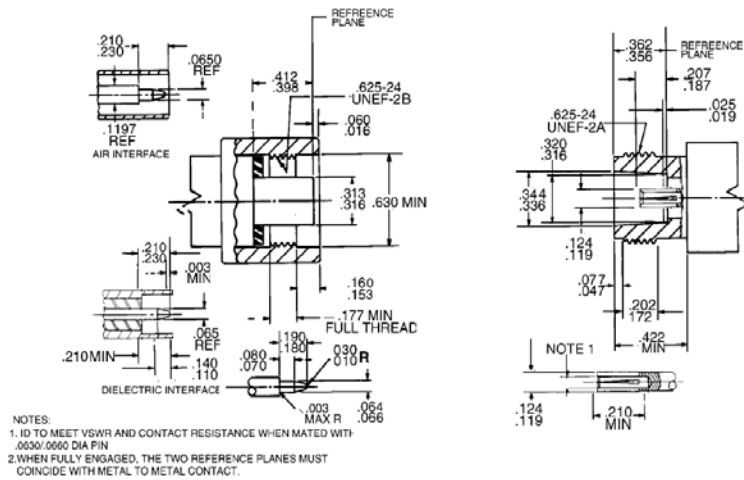 REFREENCE
PLANE
.210
.230
.0650
REF
.412
.398
.625-24
UNEF-2B
.060
.016
.1197
REF
AIR INTERFACE
.313
.316
.630 MIN
.210
.230
.003
MIN
.160
.153
.177 MIN
FULL THREAD
.065
REF
.210 MIN
.140
.110
DIELECTRIC INTERFACE
.190
.180
.080
.070
030
010 R
.003
MAX R
.064
.066
.362
.356
REFREENCE
PLANE
.207
.187
.625-24
UNEF-2A
.025
.019
.320
.316
.344
.336
.124
.119
.077
.047
.202
.172
.422
MIN
NOTE 1
.124
.119
.210
MIN
NOTES:
1. ID TO MEET VSWR AND CONTACT RESISTANCE WHEN MATED WITH
.0630/.0660 DIA PIN
2.WHEN FULLY ENGAGED, THE TWO REFERENCE PLANES MUST
COINCIDE WITH METAL TO METAL CONTACT.